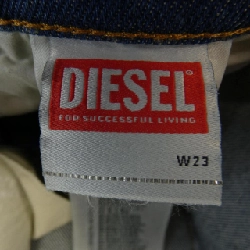 DIESEL
FOR SUCCESSFUL LIVING
W23